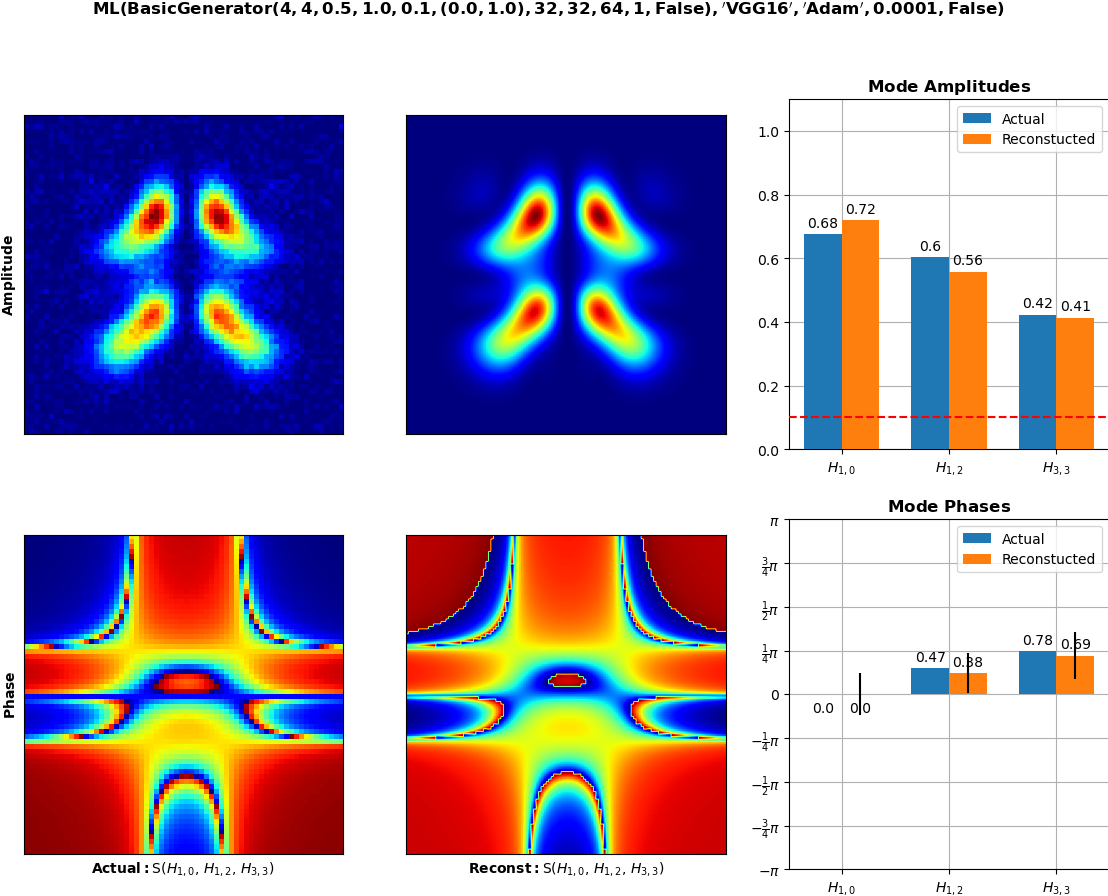 ML(BasicGenerator(4, 4, 0.5, 1.0, 0.1, (0.0, 1.0), 32, 32, 64, 1, False), ′VGG16′, ′Adam′, 0.0001, False)
Amplitude
Mode Amplitudes
Actual
Reconstucted
1.0
0.8
0.6
0.4
0.2
0.0
0.68
0.72
0.6
0.56
0.42
0.41
H1,0
H1,2
H3,3
Phase
Actual: S(H1,0, H1,2, H3,3)
Reconst: S(H1,0, H1,2, H3,3)
Mode Phases
Actual
Reconstucted
π
3/4π
1/2π
1/4π
0
−1/4π
−1/2π
−3/4π
−π
0.0
0.0
0.47
0.38
0.78
0.69
H1,0
H1,2
H3,3